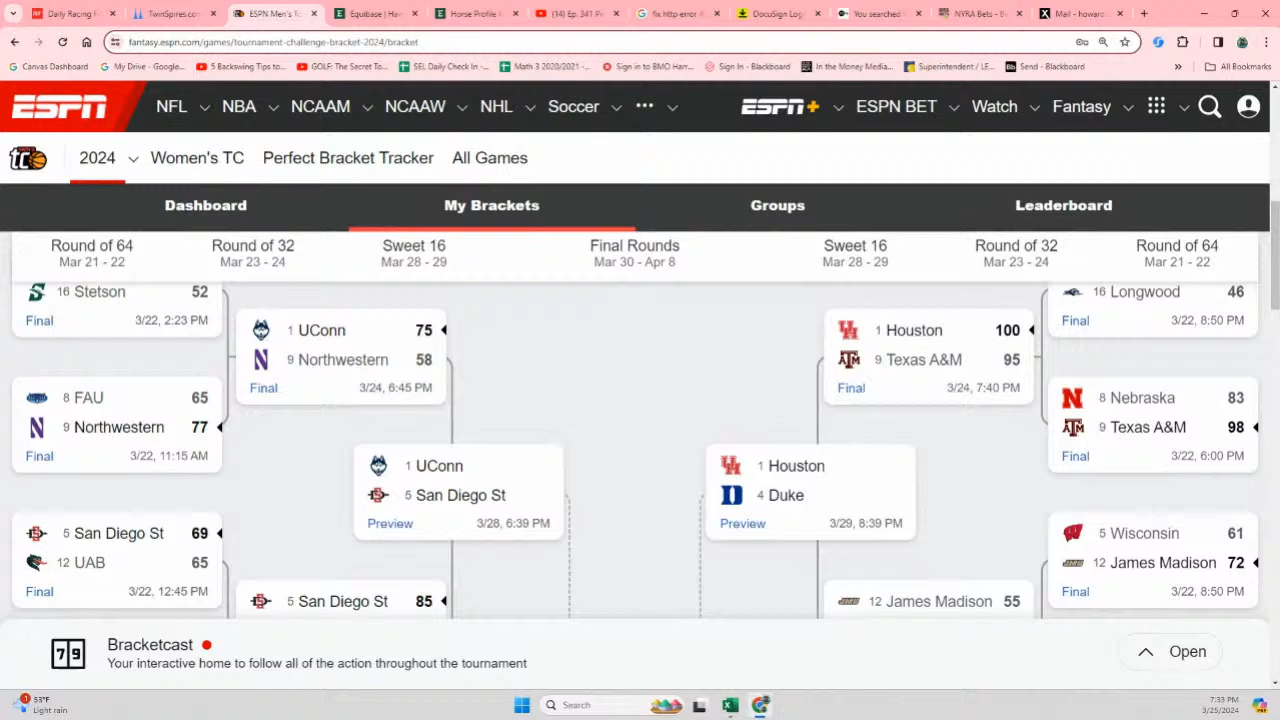 Daily Racing Fo
TwinSpires.com
ESPN Men's To
Equibase | Ha
Horse Profile
(14) Ep. 341 P
fix http error
DocuSign Log
You searched
NYRA Bets - B
Mail - howard
fantasy.espn.com/games/tournament-challenge-bracket-2024/bracket
Canvas Dashboard
My Drive - Google...
5 Backswing Tips to...
GOLF: The Secret To...
SEL Daily Check In -...
Math 3 2020/2021 -...
Sign in to BMO Harr...
Sign In - Blackboard
In the Money Media...
Superintendent / LE...
Send - Blackboard
All Bookmarks
ESPN NFL NBA NCAAM NCAAW NHL Soccer ESPN+ ESPN BET Watch Fantasy
TC 2024 Women's TC Perfect Bracket Tracker All Games
Dashboard My Brackets Groups Leaderboard
Round of 64 Round of 32 Sweet 16 Final Rounds Sweet 16 Round of 32 Round of 64
Mar 21 - 22 Mar 23 - 24 Mar 28 - 29 Mar 30 - Apr 8 Mar 28 - 29 Mar 23 - 24 Mar 21 - 22
16 Stetson 52
Final 3/22, 2:23 PM
8 FAU 65
9 Northwestern 77
Final 3/22, 11:15 AM
5 San Diego St 69
12 UAB 65
Final 3/22, 12:45 PM
1 UConn 75
9 Northwestern 58
Final 3/24, 6:45 PM
5 San Diego St 85
1 UConn
5 San Diego St
Preview 3/28, 6:39 PM
1 Houston
4 Duke
Preview 3/29, 8:39 PM
1 Houston 100
9 Texas A&M 95
Final 3/24, 7:40 PM
12 James Madison 55
16 Longwood 46
Final 3/22, 8:50 PM
8 Nebraska 83
9 Texas A&M 98
Final 3/22, 6:00 PM
5 Wisconsin 61
12 James Madison 72
Final 3/22, 8:50 PM
79 Bracketcast
Your interactive home to follow all of the action throughout the tournament
Open
1
53°F
Light rain
Search
7:33 PM
3/25/2024